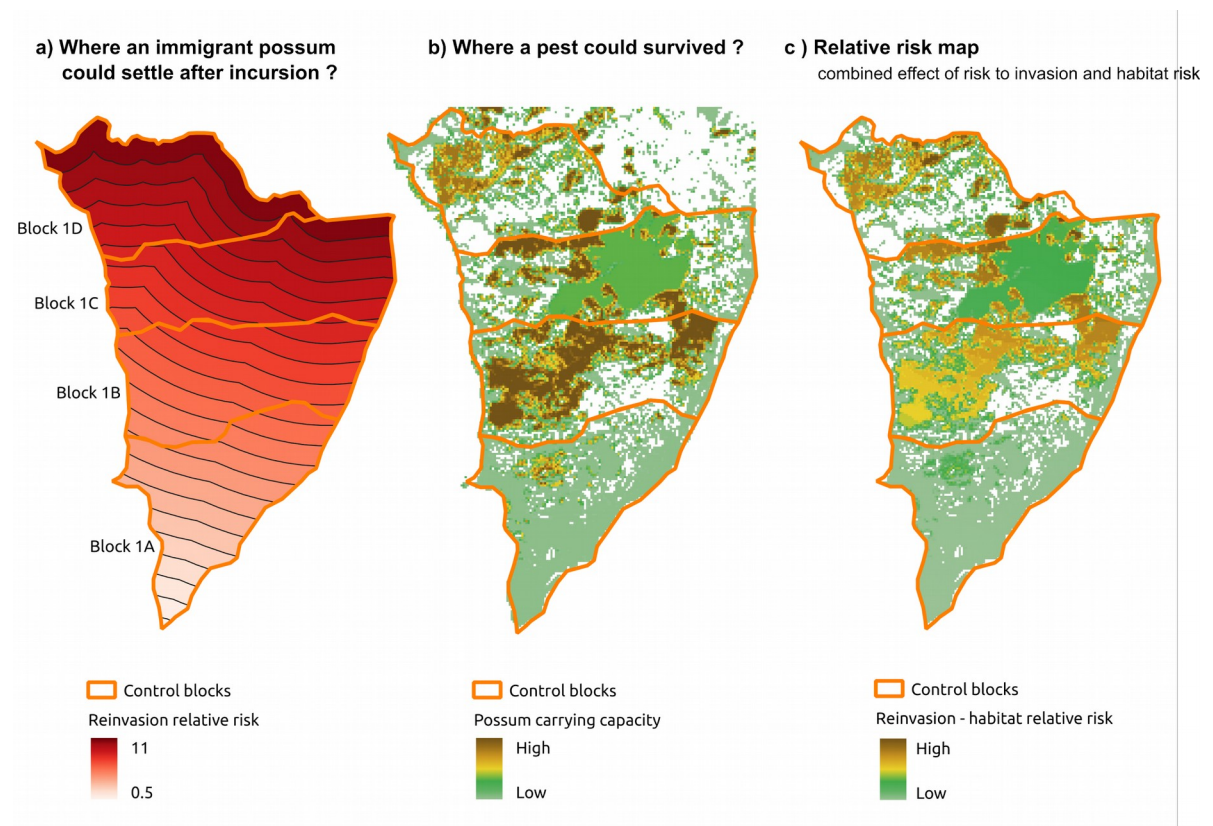 a) Where an immigrant possum
could settle after incursion ?
b) Where a pest could survived ?
c ) Relative risk map
combined effect of risk to invasion and habitat risk
Block 1D
Block 1C
Block 1B
Block 1A
Control blocks
Reinvasion relative risk
11
0.5
Control blocks
Possum carrying capacity
High
Low
Control blocks
Reinvasion - habitat relative risk
High
Low